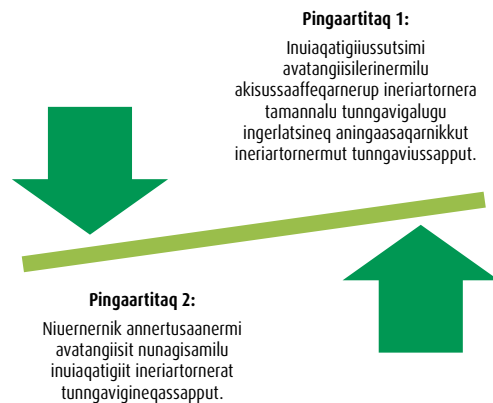 Pingaartitaq 1:
Inuiaqatigiiussutsimi
avatangiisilerinermilu
akisussaaffeqarnerup ineriartornera
tamannalu tunngavigalugu
ingerlatsineq aningaasaqarnikkut
ineriartornermut tunngaviussapput.
Pingaartitaq 2:
Niuernernik annertusaanermi
avatangiisit nunagisamilu
inuiaqatigiit ineriartornerat
tunngavigineqassapput.